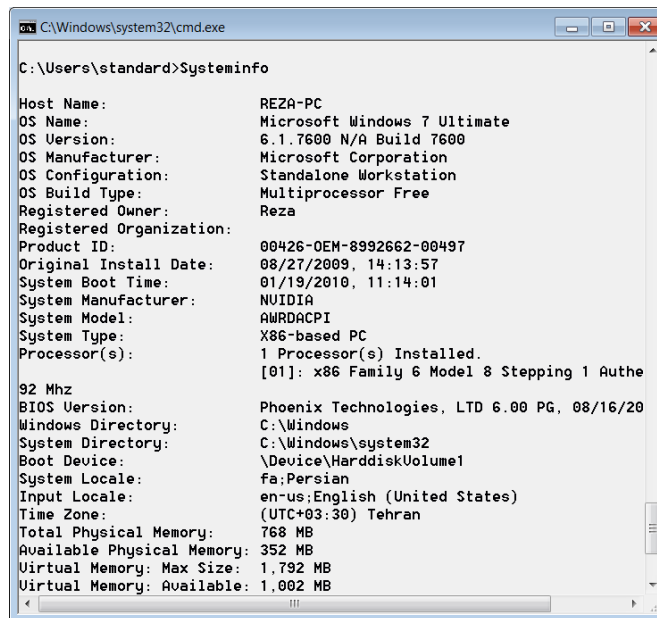 C:\Windows\system32\cmd.exe
C:\Users\standard>Systeminfo
Host Name: REZA-PC
OS Name: Microsoft Windows 7 Ultimate
OS Version: 6.1.7600 N/A Build 7600
OS Manufacturer: Microsoft Corporation
OS Configuration: Standalone Workstation
OS Build Type: Multiprocessor Free
Registered Owner: Reza
Registered Organization:
Product ID: 00426-OEM-8992662-00497
Original Install Date: 08/27/2009, 14:13:57
System Boot Time: 01/19/2010, 11:14:01
System Manufacturer: NVIDIA
System Model: AWRDACPI
System Type: X86-based PC
Processor(s): 1 Processor(s) Installed.
[01]: x86 Family 6 Model 8 Stepping 1 Authe
92 Mhz
BIOS Version: Phoenix Technologies, LTD 6.00 PG, 08/16/20
Windows Directory: C:\Windows
System Directory: C:\Windows\system32
Boot Device: \Device\HarddiskVolume1
System Locale: fa;Persian
Input Locale: en-us;English (United States)
Time Zone: (UTC+03:30) Tehran
Total Physical Memory: 768 MB
Available Physical Memory: 352 MB
Virtual Memory: Max Size: 1,792 MB
Virtual Memory: Available: 1,002 MB